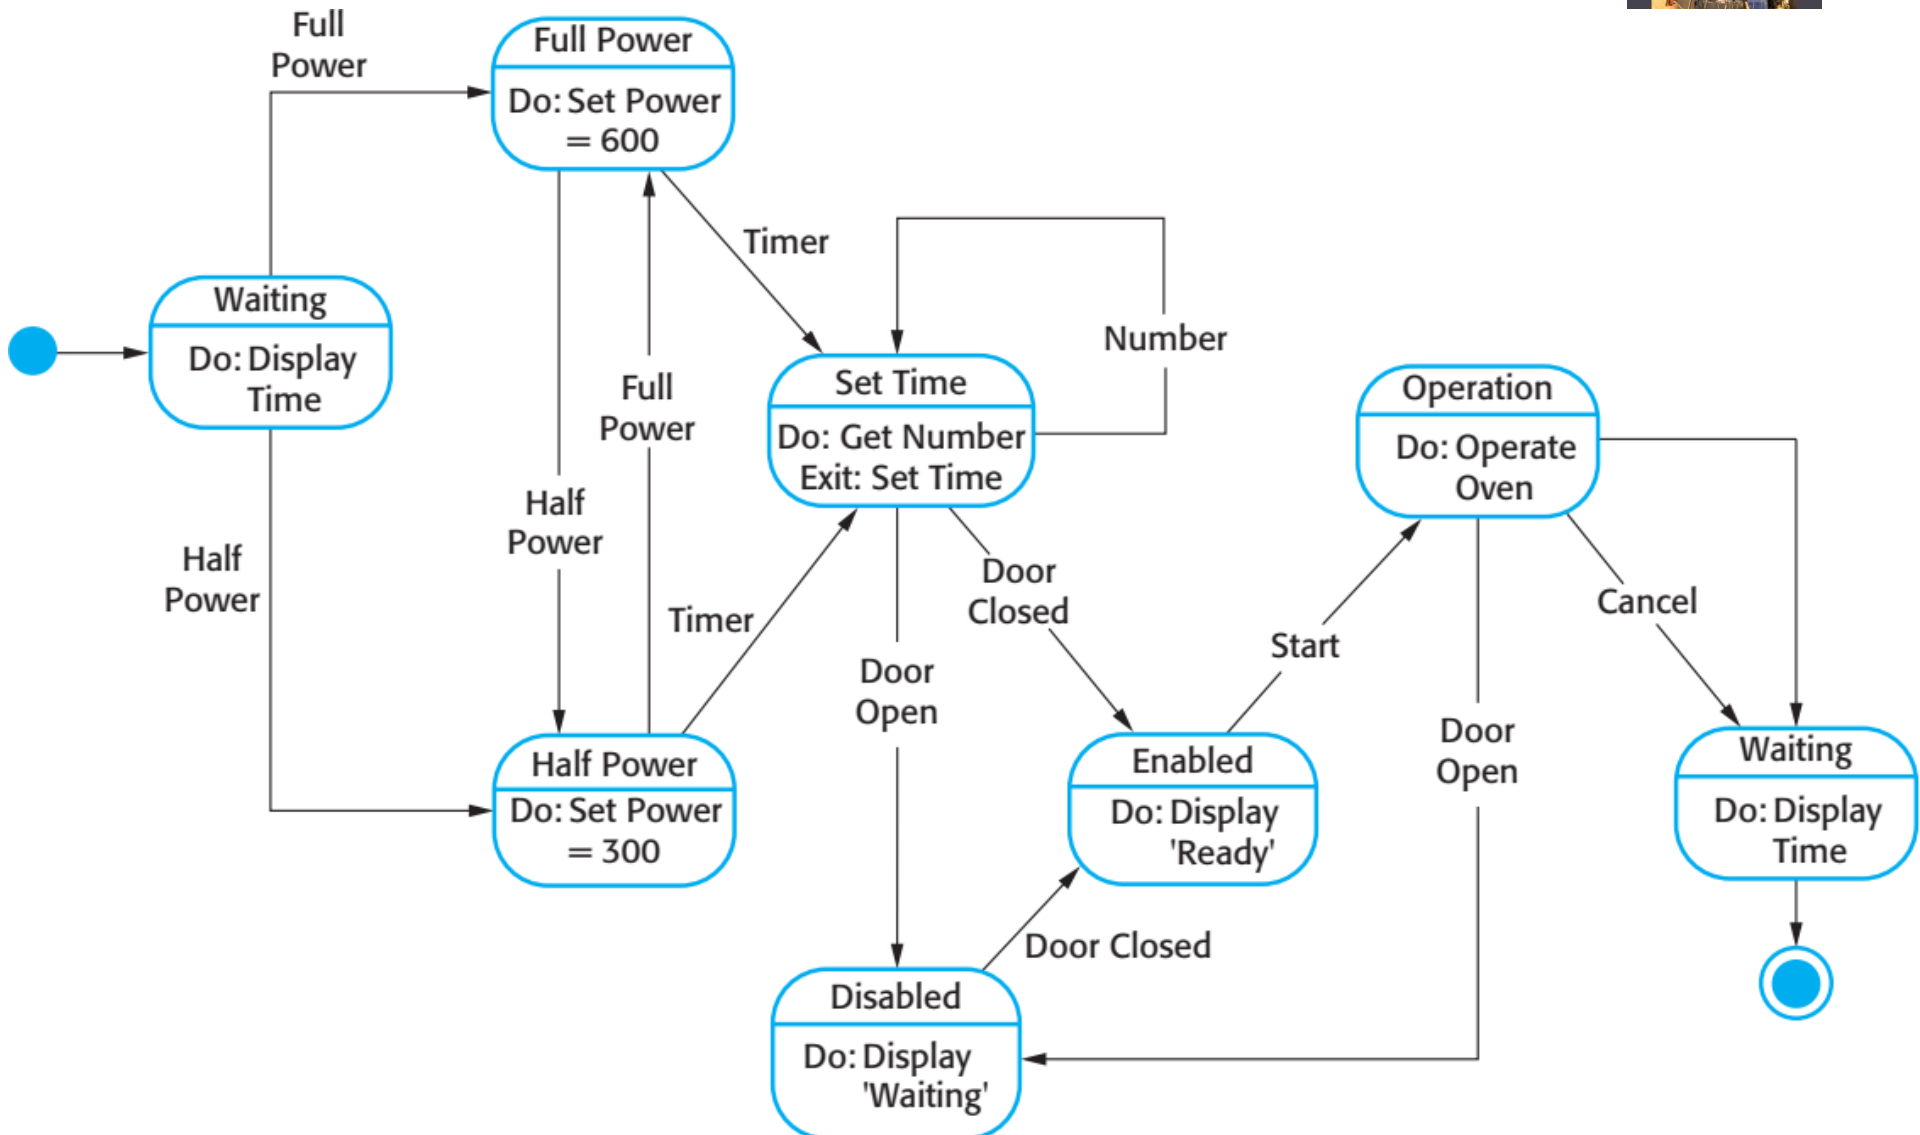 Full
Power
Full Power
Do: Set Power
= 600
Timer
Waiting
Do: Display
Time
Number
Full
Power
Set Time
Do: Get Number
Exit: Set Time
Operation
Do: Operate
Oven
Half
Power
Half
Power
Timer
Door
Closed
Door
Open
Start
Cancel
Door
Open
Half Power
Do: Set Power
= 300
Enabled
Do: Display
'Ready'
Waiting
Do: Display
Time
Door Closed
Disabled
Do: Display
'Waiting'